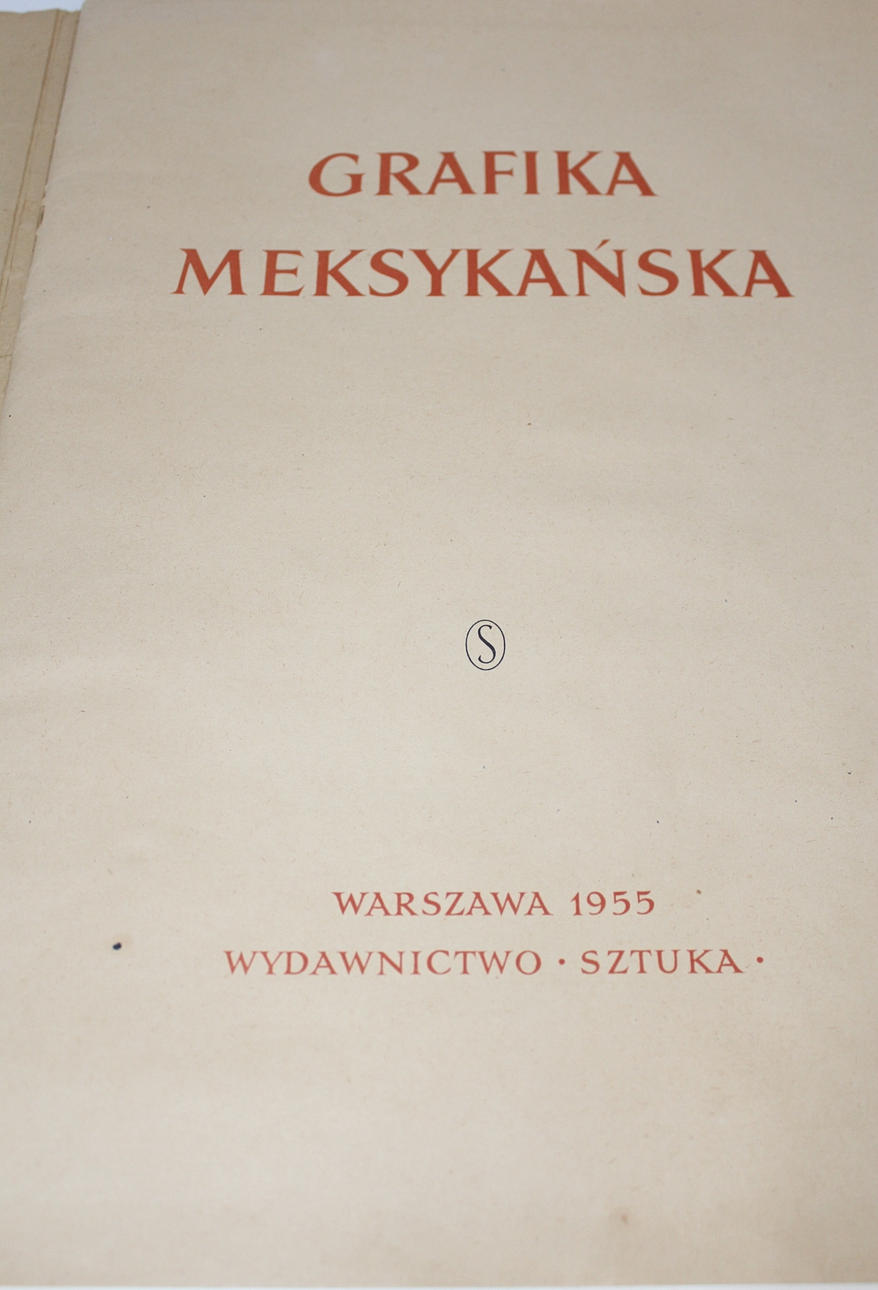 GRAFIKA
MEKSYKAŃSKA
S
WARSZAWA 1955
WYDAWNICTWO • SZTUKA •